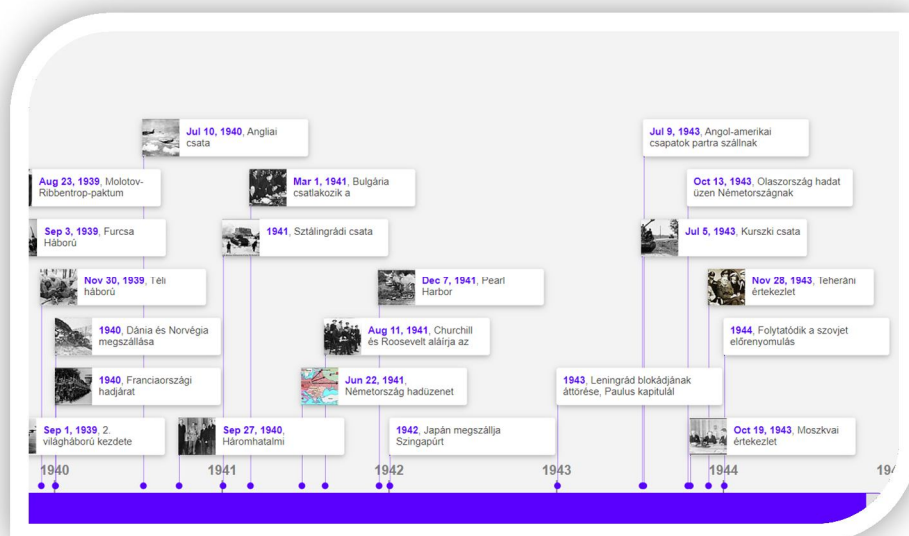 Jul 10, 1940, Angliai
csata
Jul 9, 1943, Angol-amerikai
csapatok partra szállnak
Aug 23, 1939, Molotov-
Ribbentrop-paktum
Mar 1, 1941, Bulgária
csatlakozik a
Oct 13, 1943, Olaszország hadat
üzen Németországnak
Sep 3, 1939, Furcsa
Háború
1941, Sztálingrádi csata
Jul 5, 1943, Kurszki csata
Nov 30, 1939, Téli
háború
Dec 7, 1941, Pearl
Harbor
Nov 28, 1943, Teheráni
értekezlet
1940, Dánia és Norvégia
megszállása
Aug 11, 1941, Churchill
és Roosevelt aláírja az
1944, Folytatódik a szovjet
előrenyomulás
1940, Franciaországi
hadjárat
Jun 22, 1941,
Németország hadüzenet
1943, Leningrád blokádjának
áttörése, Paulus kapitulál
Sep 1, 1939, 2.
világháború kezdete
Sep 27, 1940,
Háromhatalmi
1942, Japán megszállja
Szingapúrt
Oct 19, 1943, Moszkvai
értekezlet
1940 1941 1942 1943 1944